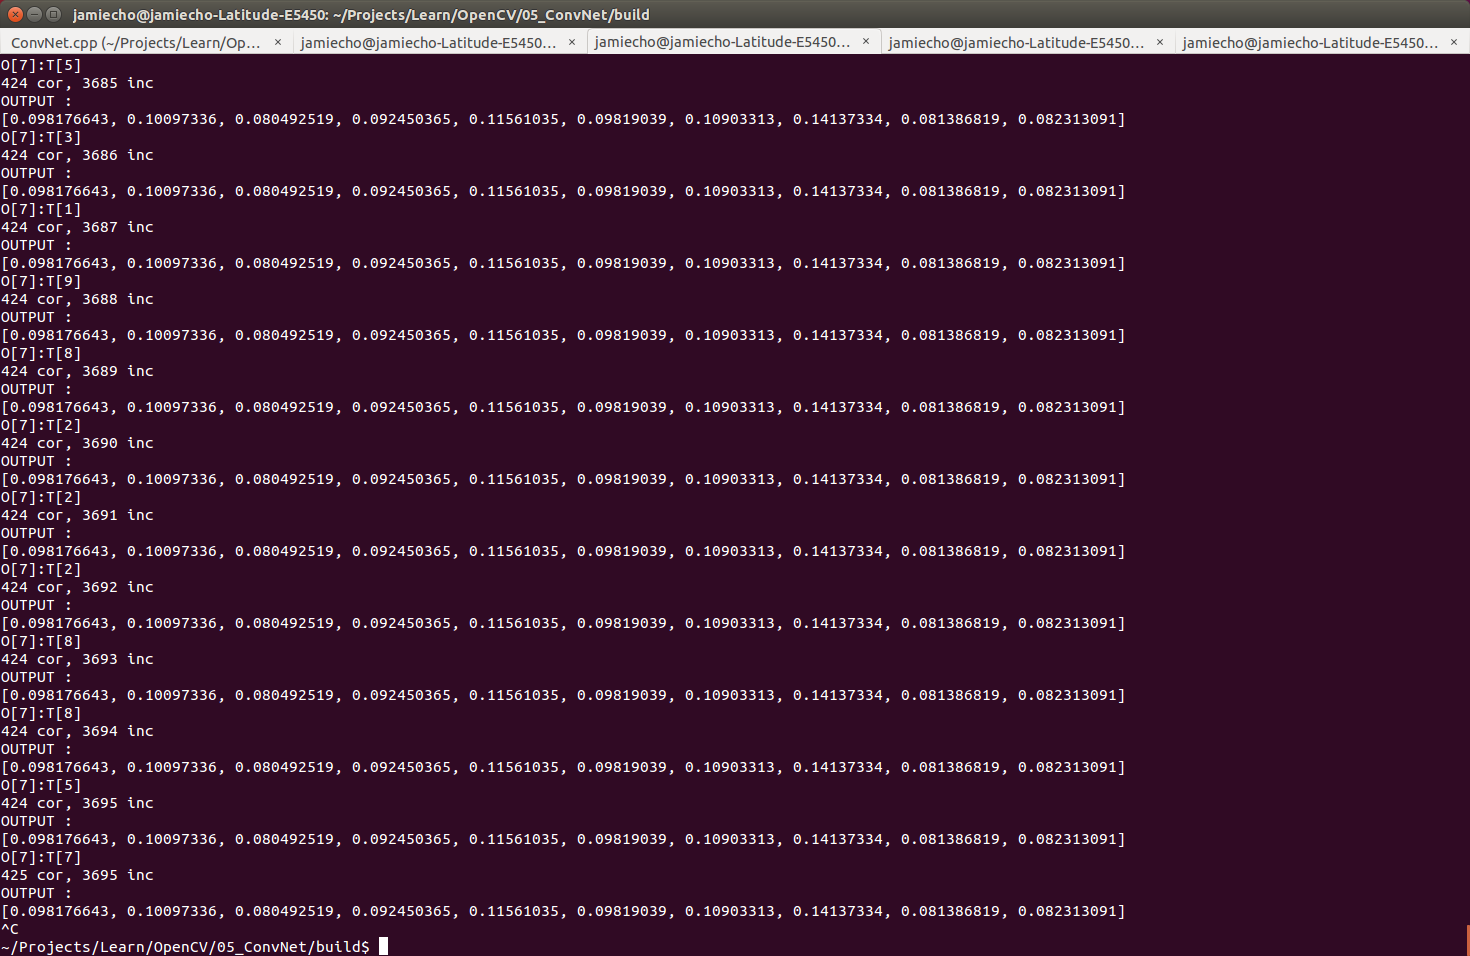 jamiecho@jamiecho-Latitude-E5450: ~/Projects/Learn/OpenCV/05_ConvNet/build
ConvNet.cpp (~/Projects/Learn/Op... × jamiecho@jamiecho-Latitude-E5450... × jamiecho@jamiecho-Latitude-E5450... × jamiecho@jamiecho-Latitude-E5450... × jamiecho@jamiecho-Latitude-E5450... ×
O[7]:T[5]
424 cor, 3685 inc
OUTPUT :
[0.098176643, 0.10097336, 0.080492519, 0.092450365, 0.11561035, 0.09819039, 0.10903313, 0.14137334, 0.081386819, 0.082313091]
O[7]:T[3]
424 cor, 3686 inc
OUTPUT :
[0.098176643, 0.10097336, 0.080492519, 0.092450365, 0.11561035, 0.09819039, 0.10903313, 0.14137334, 0.081386819, 0.082313091]
O[7]:T[1]
424 cor, 3687 inc
OUTPUT :
[0.098176643, 0.10097336, 0.080492519, 0.092450365, 0.11561035, 0.09819039, 0.10903313, 0.14137334, 0.081386819, 0.082313091]
O[7]:T[9]
424 cor, 3688 inc
OUTPUT :
[0.098176643, 0.10097336, 0.080492519, 0.092450365, 0.11561035, 0.09819039, 0.10903313, 0.14137334, 0.081386819, 0.082313091]
O[7]:T[8]
424 cor, 3689 inc
OUTPUT :
[0.098176643, 0.10097336, 0.080492519, 0.092450365, 0.11561035, 0.09819039, 0.10903313, 0.14137334, 0.081386819, 0.082313091]
O[7]:T[2]
424 cor, 3690 inc
OUTPUT :
[0.098176643, 0.10097336, 0.080492519, 0.092450365, 0.11561035, 0.09819039, 0.10903313, 0.14137334, 0.081386819, 0.082313091]
O[7]:T[2]
424 cor, 3691 inc
OUTPUT :
[0.098176643, 0.10097336, 0.080492519, 0.092450365, 0.11561035, 0.09819039, 0.10903313, 0.14137334, 0.081386819, 0.082313091]
O[7]:T[2]
424 cor, 3692 inc
OUTPUT :
[0.098176643, 0.10097336, 0.080492519, 0.092450365, 0.11561035, 0.09819039, 0.10903313, 0.14137334, 0.081386819, 0.082313091]
O[7]:T[8]
424 cor, 3693 inc
OUTPUT :
[0.098176643, 0.10097336, 0.080492519, 0.092450365, 0.11561035, 0.09819039, 0.10903313, 0.14137334, 0.081386819, 0.082313091]
O[7]:T[8]
424 cor, 3694 inc
OUTPUT :
[0.098176643, 0.10097336, 0.080492519, 0.092450365, 0.11561035, 0.09819039, 0.10903313, 0.14137334, 0.081386819, 0.082313091]
O[7]:T[5]
424 cor, 3695 inc
OUTPUT :
[0.098176643, 0.10097336, 0.080492519, 0.092450365, 0.11561035, 0.09819039, 0.10903313, 0.14137334, 0.081386819, 0.082313091]
O[7]:T[7]
425 cor, 3695 inc
OUTPUT :
[0.098176643, 0.10097336, 0.080492519, 0.092450365, 0.11561035, 0.09819039, 0.10903313, 0.14137334, 0.081386819, 0.082313091]
^C
~/Projects/Learn/OpenCV/05_ConvNet/build$